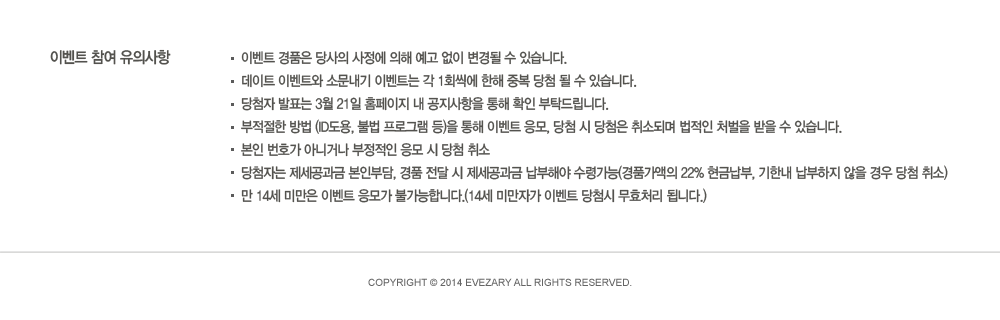 이벤트 참여 유의사항
▪ 이벤트 경품은 당사의 사정에 의해 예고 없이 변경될 수 있습니다.
▪ 데이트 이벤트와 소문내기 이벤트는 각 1회씩에 한해 중복 당첨 될 수 있습니다.
▪ 당첨자 발표는 3월 21일 홈페이지 내 공지사항을 통해 확인 부탁드립니다.
▪ 부적절한 방법 (ID도용, 불법 프로그램 등)을 통해 이벤트 응모, 당첨 시 당첨은 취소되며 법적인 처벌을 받을 수 있습니다.
▪ 본인 번호가 아니거나 부정적인 응모 시 당첨 취소
▪ 당첨자는 제세공과금 본인부담, 경품 전달 시 제세공과금 납부해야 수령가능(경품가액의 22% 현금납부, 기한내 납부하지 않을 경우 당첨 취소)
▪ 만 14세 미만은 이벤트 응모가 불가능합니다.(14세 미만자가 이벤트 당첨시 무효처리 됩니다.)
COPYRIGHT © 2014 EVEZARY ALL RIGHTS RESERVED.